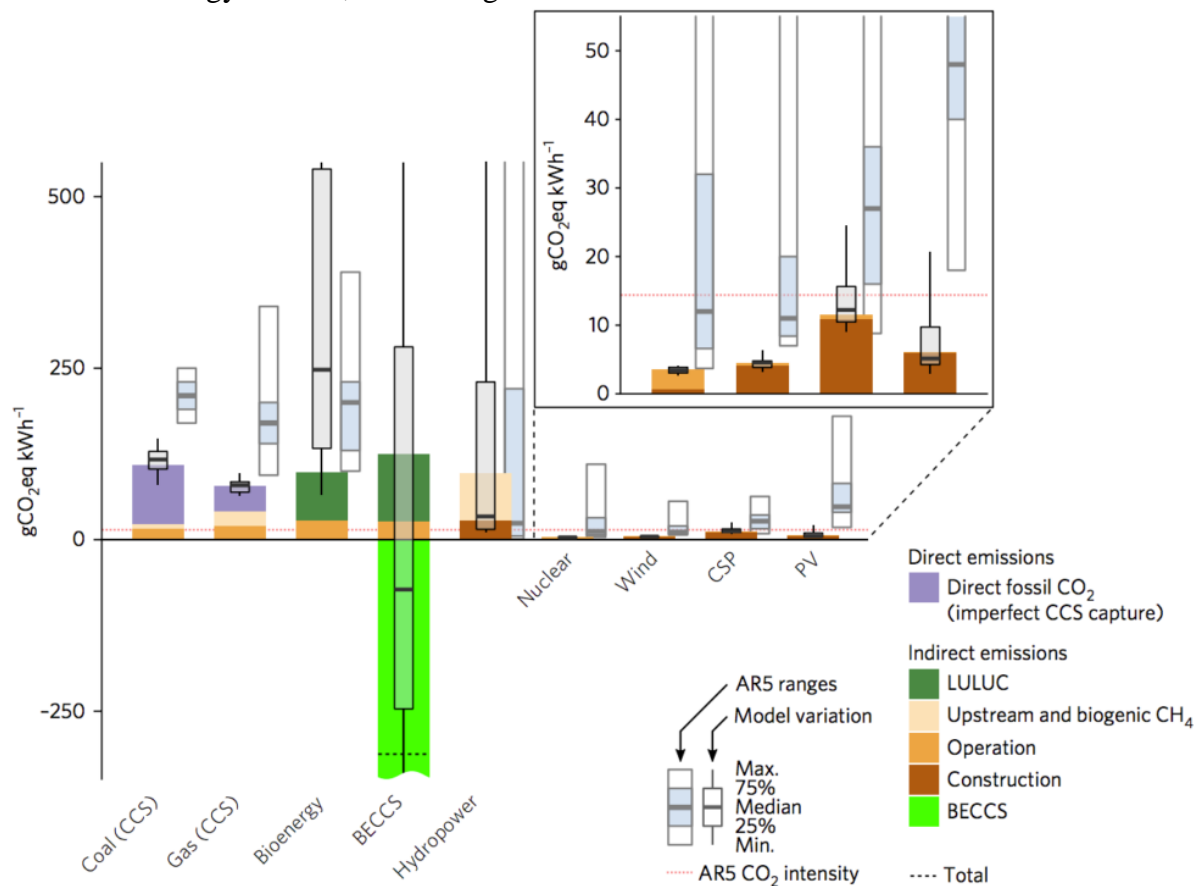 gCO₂eq kWh⁻¹
50
40
30
20
10
0
gCO₂eq kWh⁻¹
500
250
0
-250
Coal (CCS)
Gas (CCS)
Bioenergy
BECCS
Hydropower
Nuclear
Wind
CSP
PV
AR5 ranges
Model variation
Max.
75%
Median
25%
Min.
AR5 CO₂ intensity
Direct emissions
Direct fossil CO₂
(imperfect CCS capture)
Indirect emissions
LULUC
Upstream and biogenic CH₄
Operation
Construction
BECCS
Total